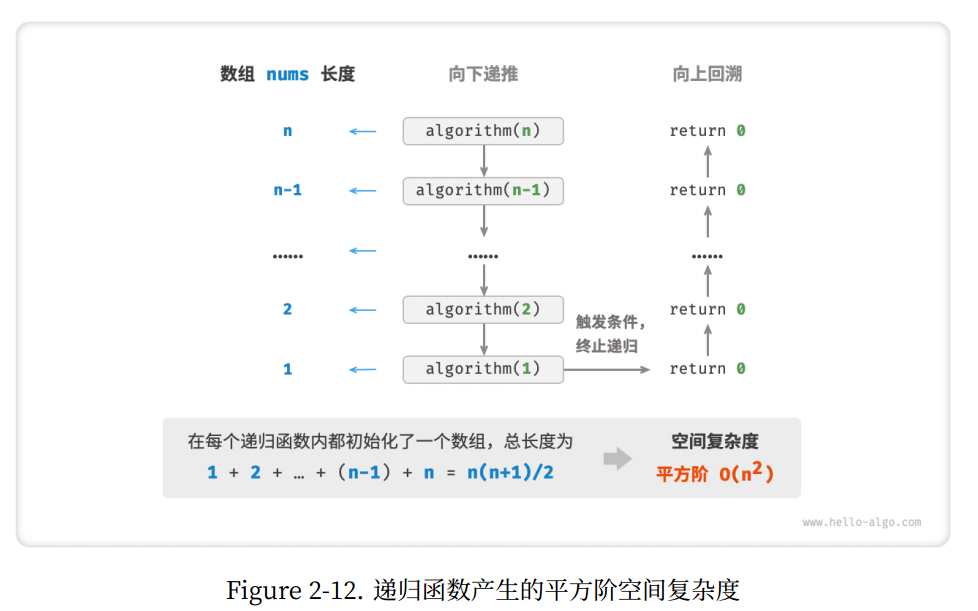 数组 nums 长度 向下递推 向上回溯
n algorithm(n) return 0
n-1 algorithm(n-1) return 0
...... ...... ......
2 algorithm(2) return 0
触发条件，
终止递归
1 algorithm(1) return 0
在每个递归函数内都初始化了一个数组，总长度为
1 + 2 + … + (n-1) + n = n(n+1)/2
空间复杂度
平方阶 O(n²)
www.hello-algo.com
Figure 2-12. 递归函数产生的平方阶空间复杂度